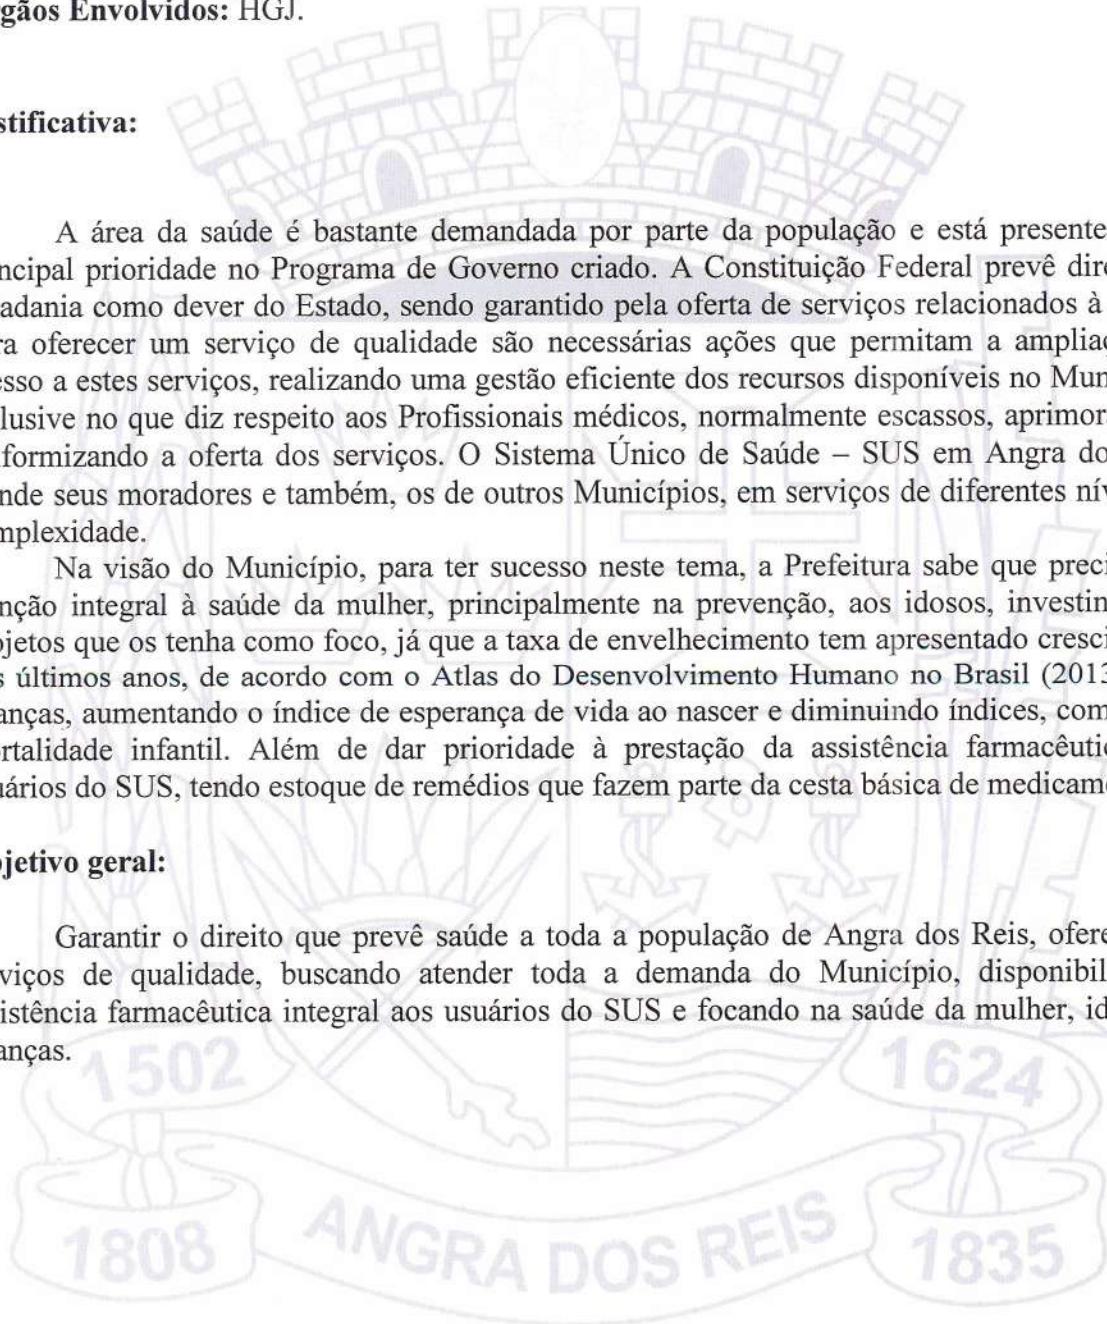 gãos Envolvidos: HGJ.
stificativa:
A área da saúde é bastante demandada por parte da população e está presente
ncipal prioridade no Programa de Governo criado. A Constituição Federal prevê dire
adania como dever do Estado, sendo garantido pela oferta de serviços relacionados à
ra oferecer um serviço de qualidade são necessárias ações que permitam a ampliaç
esso a estes serviços, realizando uma gestão eficiente dos recursos disponíveis no Mun
lusive no que diz respeito aos Profissionais médicos, normalmente escassos, aprimor
iformizando a oferta dos serviços. O Sistema Único de Saúde – SUS em Angra do
nde seus moradores e também, os de outros Municípios, em serviços de diferentes nív
mplexidade.
Na visão do Município, para ter sucesso neste tema, a Prefeitura sabe que preci
nção integral à saúde da mulher, principalmente na prevenção, aos idosos, investin
ojetos que os tenha como foco, já que a taxa de envelhecimento tem apresentado cresci
s últimos anos, de acordo com o Atlas do Desenvolvimento Humano no Brasil (2013
anças, aumentando o índice de esperança de vida ao nascer e diminuindo índices, com
ortalidade infantil. Além de dar prioridade à prestação da assistência farmacêutic
uários do SUS, tendo estoque de remédios que fazem parte da cesta básica de medicam
jetivo geral:
Garantir o direito que prevê saúde a toda a população de Angra dos Reis, ofere
viços de qualidade, buscando atender toda a demanda do Município, disponibil
istência farmacêutica integral aos usuários do SUS e focando na saúde da mulher, id
anças.
1502
1624
1808
ANGRA DOS REIS
1835